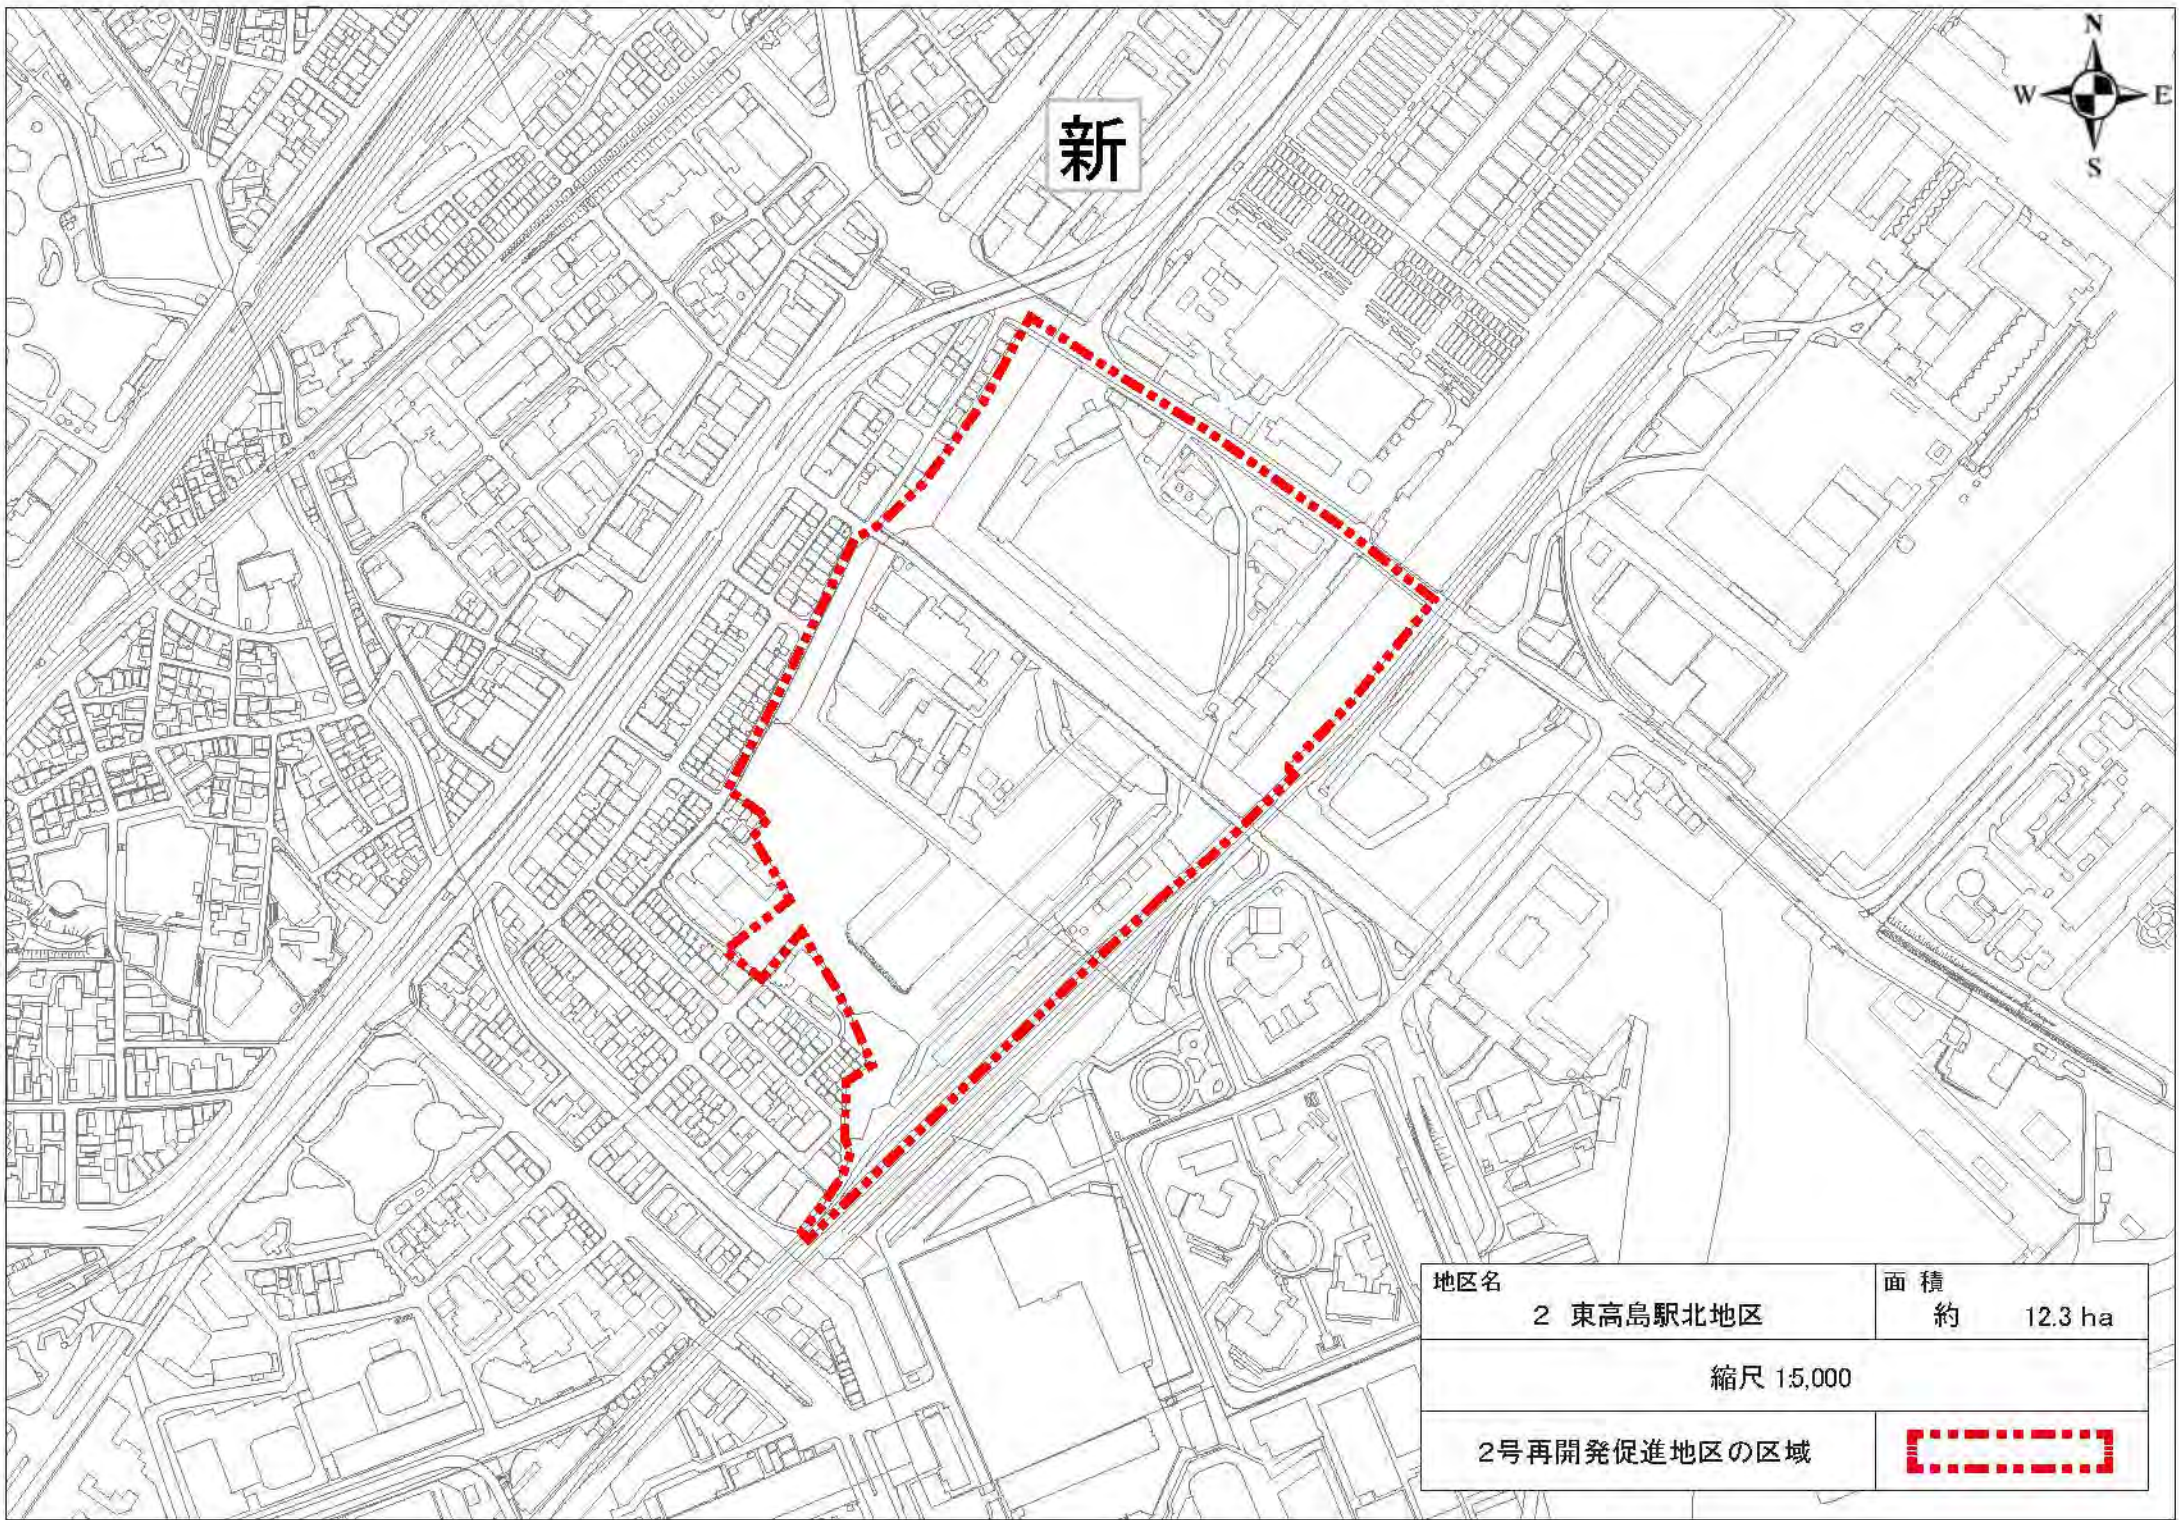 N
W E
S
新
地区名
2 東高島駅北地区
面 積
約 12.3 ha
縮尺 1:5,000
2号再開発促進地区の区域